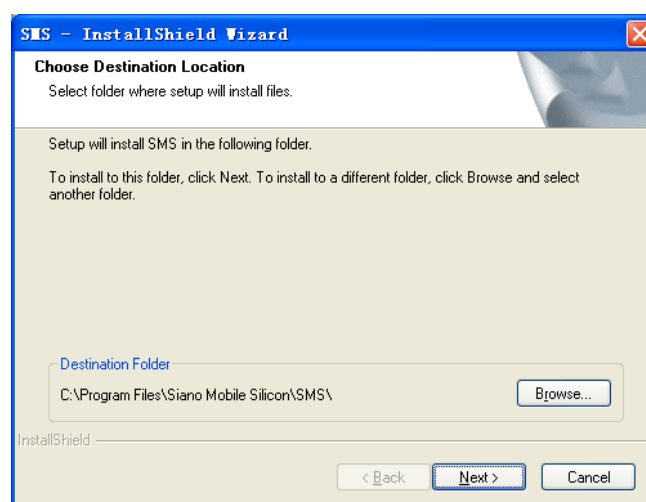 SMS - InstallShield Wizard
Choose Destination Location
Select folder where setup will install files.
Setup will install SMS in the following folder.
To install to this folder, click Next. To install to a different folder, click Browse and select
another folder.
Destination Folder
C:\Program Files\Siano Mobile Silicon\SMS\
Browse...
InstallShield
< Back
Next >
Cancel